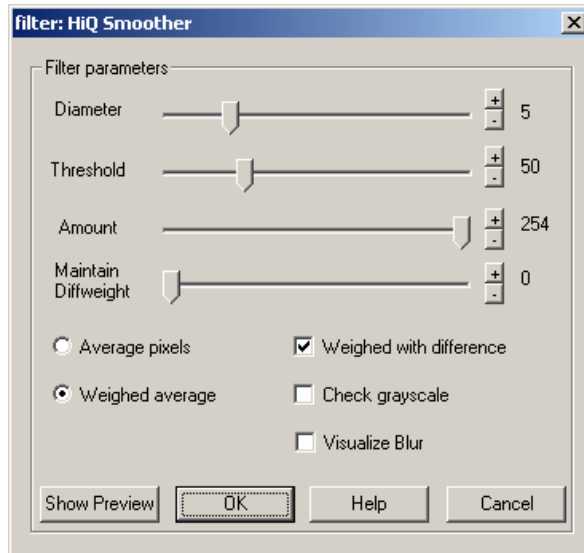 filter: HiQ Smoother
Filter parameters
Diameter + - 5
Threshold + - 50
Amount + - 254
Maintain
Diffweight + - 0
Average pixels
Weighed with difference
Weighed average
Check grayscale
Visualize Blur
Show Preview
OK
Help
Cancel